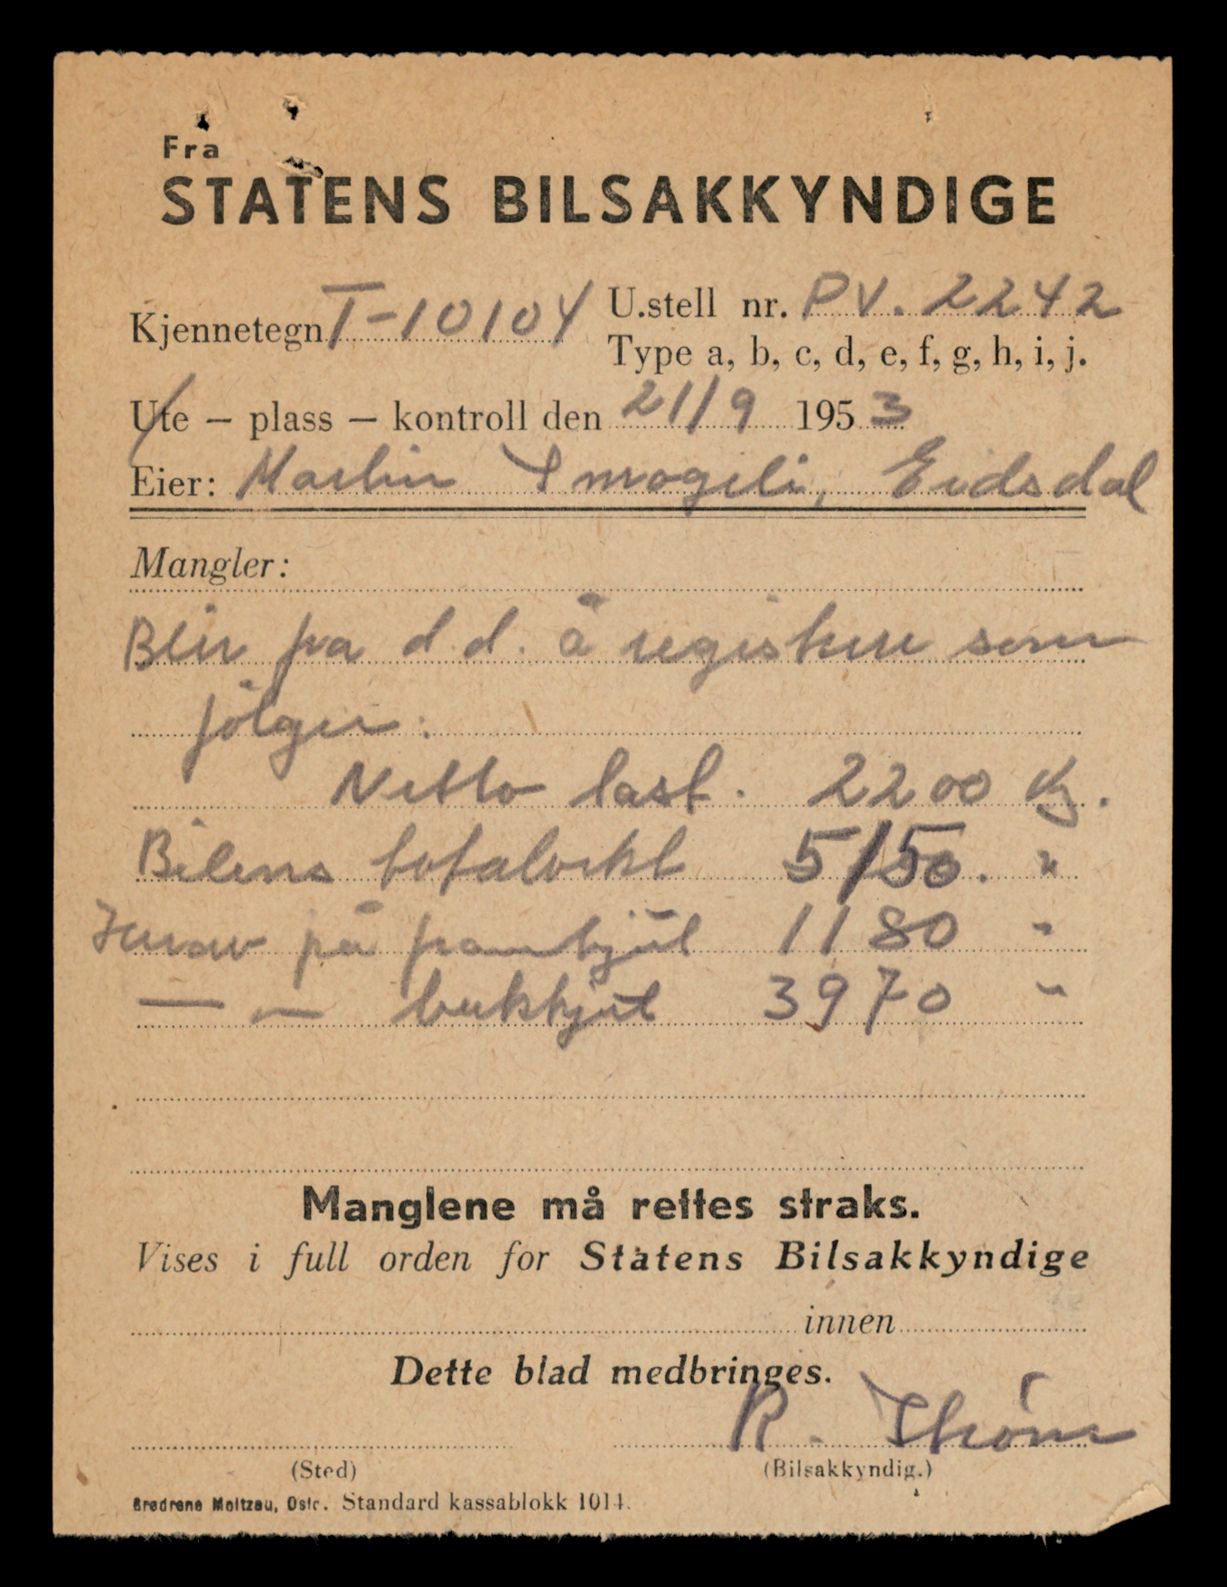 Fra
STATENS BILSAKKYNDIGE
Kjennetegn T-10104 U.stell nr. PV. 2242
Type a, b, c, d, e, f, g, h, i, j.
Ute — plass — kontroll den 21/9 1953
Eier: Martin Smogeli, Eidsdal
Mangler:
Blir fra d.d. å registrere som
følger:
Netto last. 2200 kg.
Bilens totalvekt 5150. "
Herav på framhjul 1180 "
— — bakhjul 3970 "
Manglene må rettes straks.
Vises i full orden for Statens Bilsakkyndige
innen
Dette blad medbringes.
R.
(Sted) (Bilsakkyndig.)
Brødrene Moltzau, Oslo. Standard kassablokk 1014.